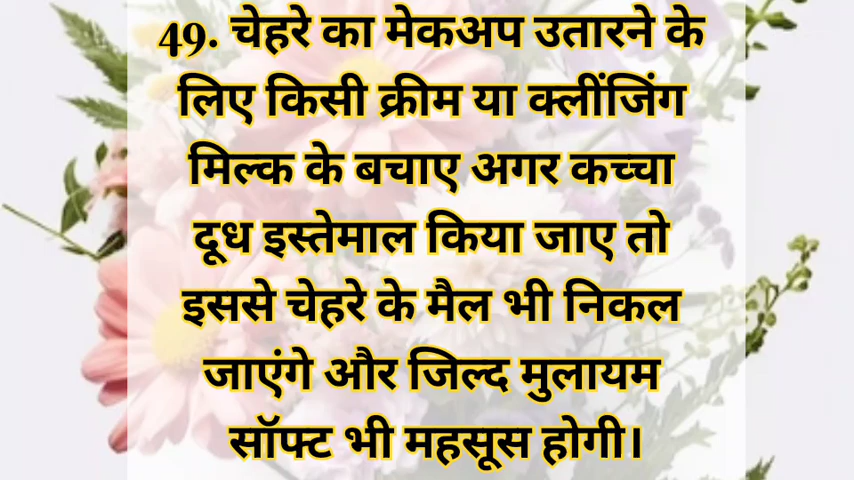 49. चेहरे का मेकअप उतारने के
लिए किसी क्रीम या क्लींजिंग
मिल्क के बचाए अगर कच्चा
दूध इस्तेमाल किया जाए तो
इससे चेहरे के मैल भी निकल
जाएंगे और जिल्द मुलायम
सॉफ्ट भी महसूस होगी।